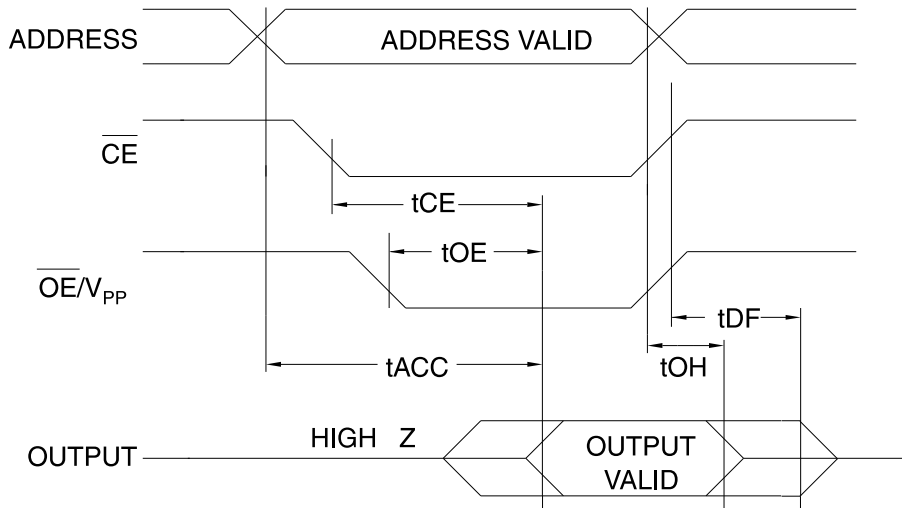 ADDRESS
ADDRESS VALID
CE
tCE
tOE
OE/VPP
tDF
tACC
tOH
HIGH Z
OUTPUT
OUTPUT
VALID